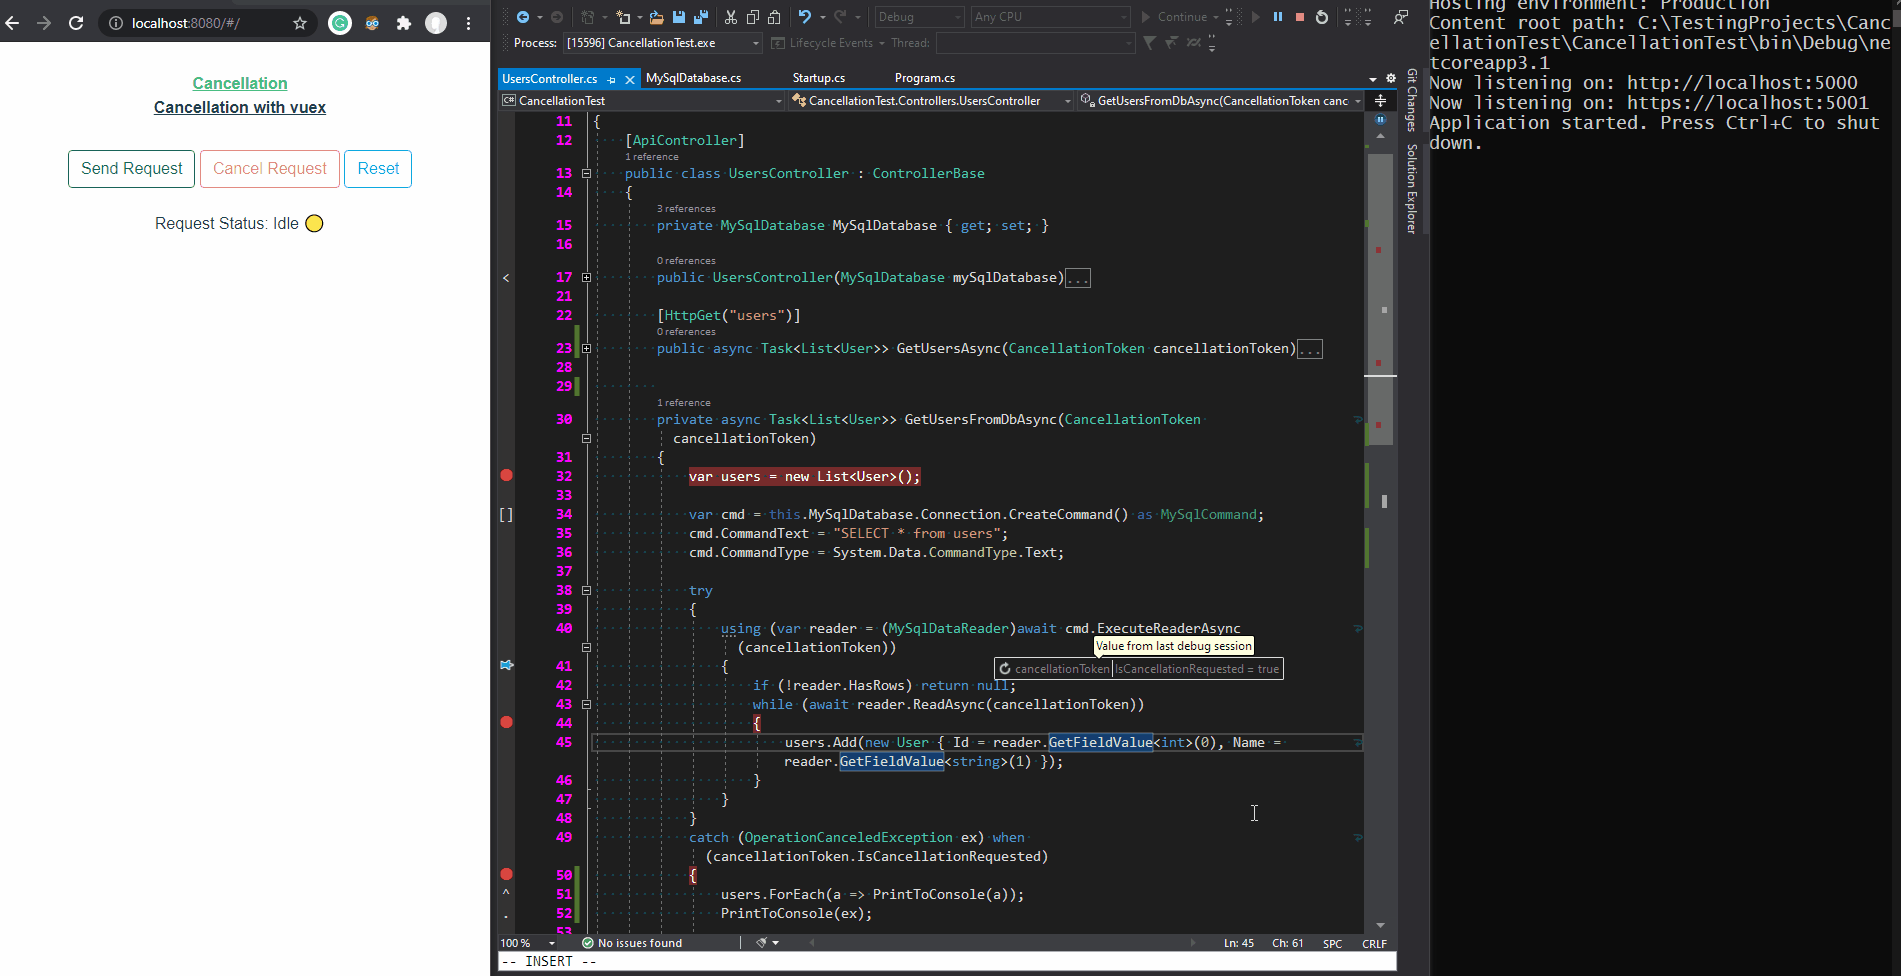 localhost:8080/#/
Cancellation
Cancellation with vuex
Send Request
Cancel Request
Reset
Request Status: Idle
Debug
Any CPU
Continue
Process:
[15596] CancellationTest.exe
Lifecycle Events
Thread:
UsersController.cs
MySqlDatabase.cs
Startup.cs
Program.cs
C# CancellationTest
CancellationTest.Controllers.UsersController
GetUsersFromDbAsync(CancellationToken canc
11 {
12 [ApiController]
1 reference
13 public class UsersController : ControllerBase
14 {
3 references
15 private MySqlDatabase MySqlDatabase { get; set; }
16
0 references
17 public UsersController(MySqlDatabase mySqlDatabase)...
21
22 [HttpGet("users")]
0 references
23 public async Task<List<User>> GetUsersAsync(CancellationToken cancellationToken)...
28
29
1 reference
30 private async Task<List<User>> GetUsersFromDbAsync(CancellationToken
cancellationToken)
31 {
32 var users = new List<User>();
33
34 var cmd = this.MySqlDatabase.Connection.CreateCommand() as MySqlCommand;
35 cmd.CommandText = "SELECT * from users";
36 cmd.CommandType = System.Data.CommandType.Text;
37
38 try
39 {
40 using (var reader = (MySqlDataReader)await cmd.ExecuteReaderAsync
(cancellationToken))
Value from last debug session
41 {
cancellationToken IsCancellationRequested = true
42 if (!reader.HasRows) return null;
43 while (await reader.ReadAsync(cancellationToken))
44 {
45 users.Add(new User { Id = reader.GetFieldValue<int>(0), Name =
reader.GetFieldValue<string>(1) });
46 }
47 }
48 }
49 catch (OperationCanceledException ex) when
(cancellationToken.IsCancellationRequested)
50 {
51 users.ForEach(a => PrintToConsole(a));
52 PrintToConsole(ex);
53
100 %
No issues found
Ln: 45
Ch: 61
SPC
CRLF
-- INSERT --
Git Changes
Solution Explorer
Hosting environment: Production
Content root path: C:\TestingProjects\Canc
ellationTest\CancellationTest\bin\Debug\ne
tcoreapp3.1
Now listening on: http://localhost:5000
Now listening on: https://localhost:5001
Application started. Press Ctrl+C to shut
down.